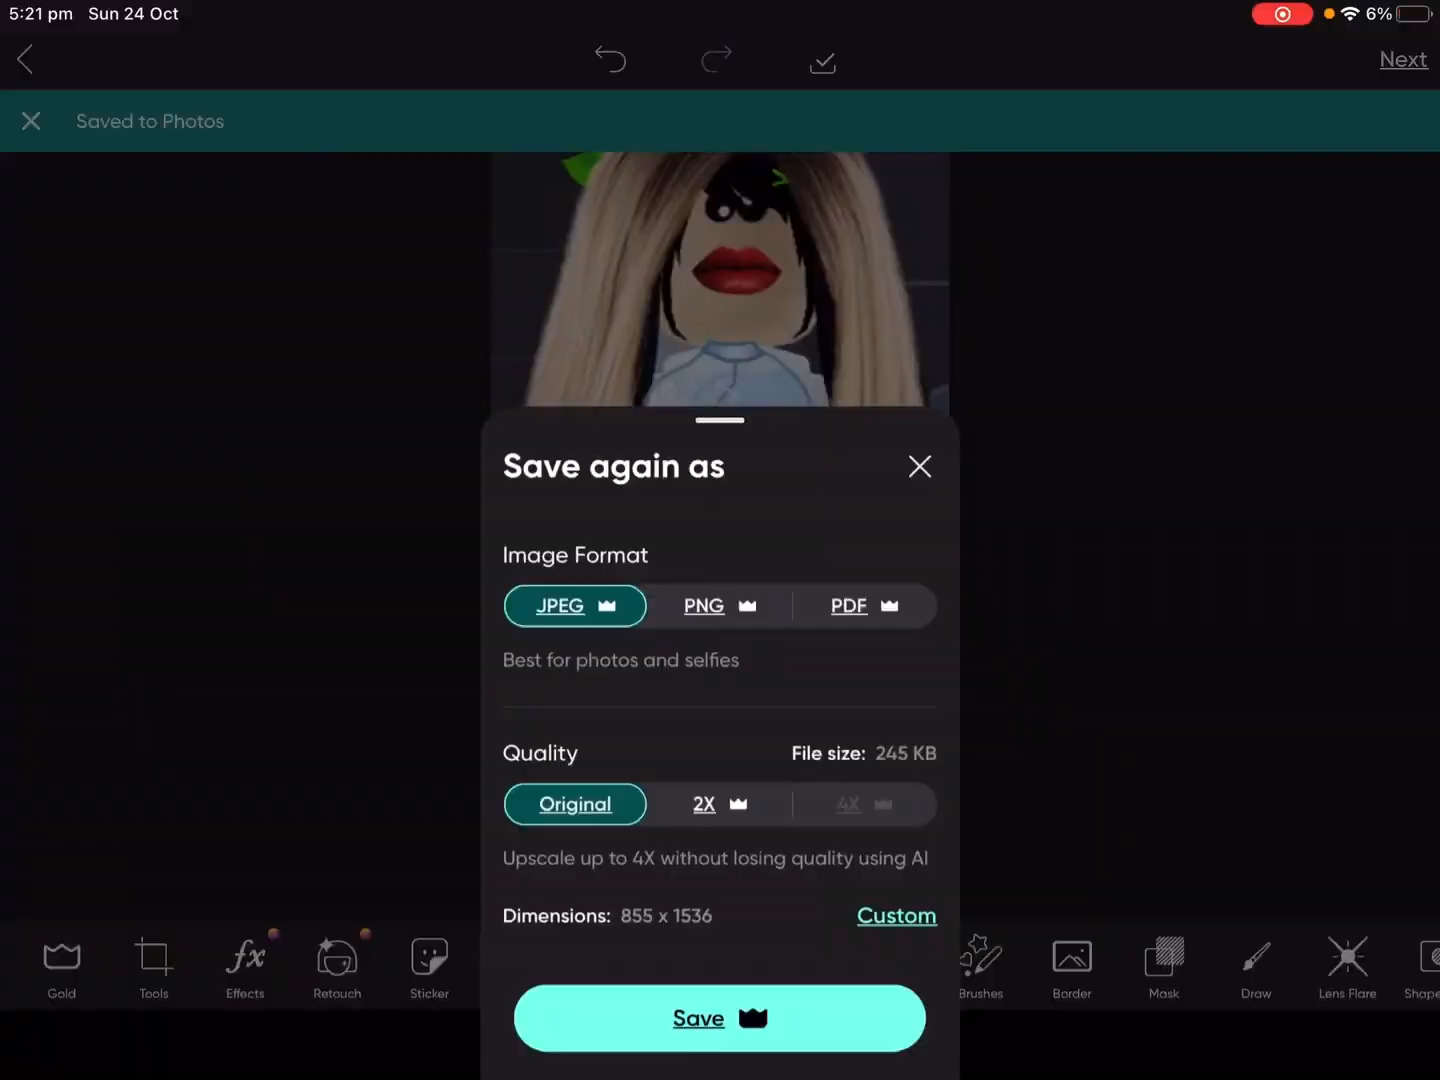 5:21 pm Sun 24 Oct
6%
Next
Saved to Photos
Save again as
Image Format
JPEG PNG PDF
Best for photos and selfies
Quality File size: 245 KB
Original 2X 4X
Upscale up to 4X without losing quality using AI
Dimensions: 855 x 1536 Custom
Gold Tools Effects Retouch Sticker Brushes Border Mask Draw Lens Flare Shape
Save